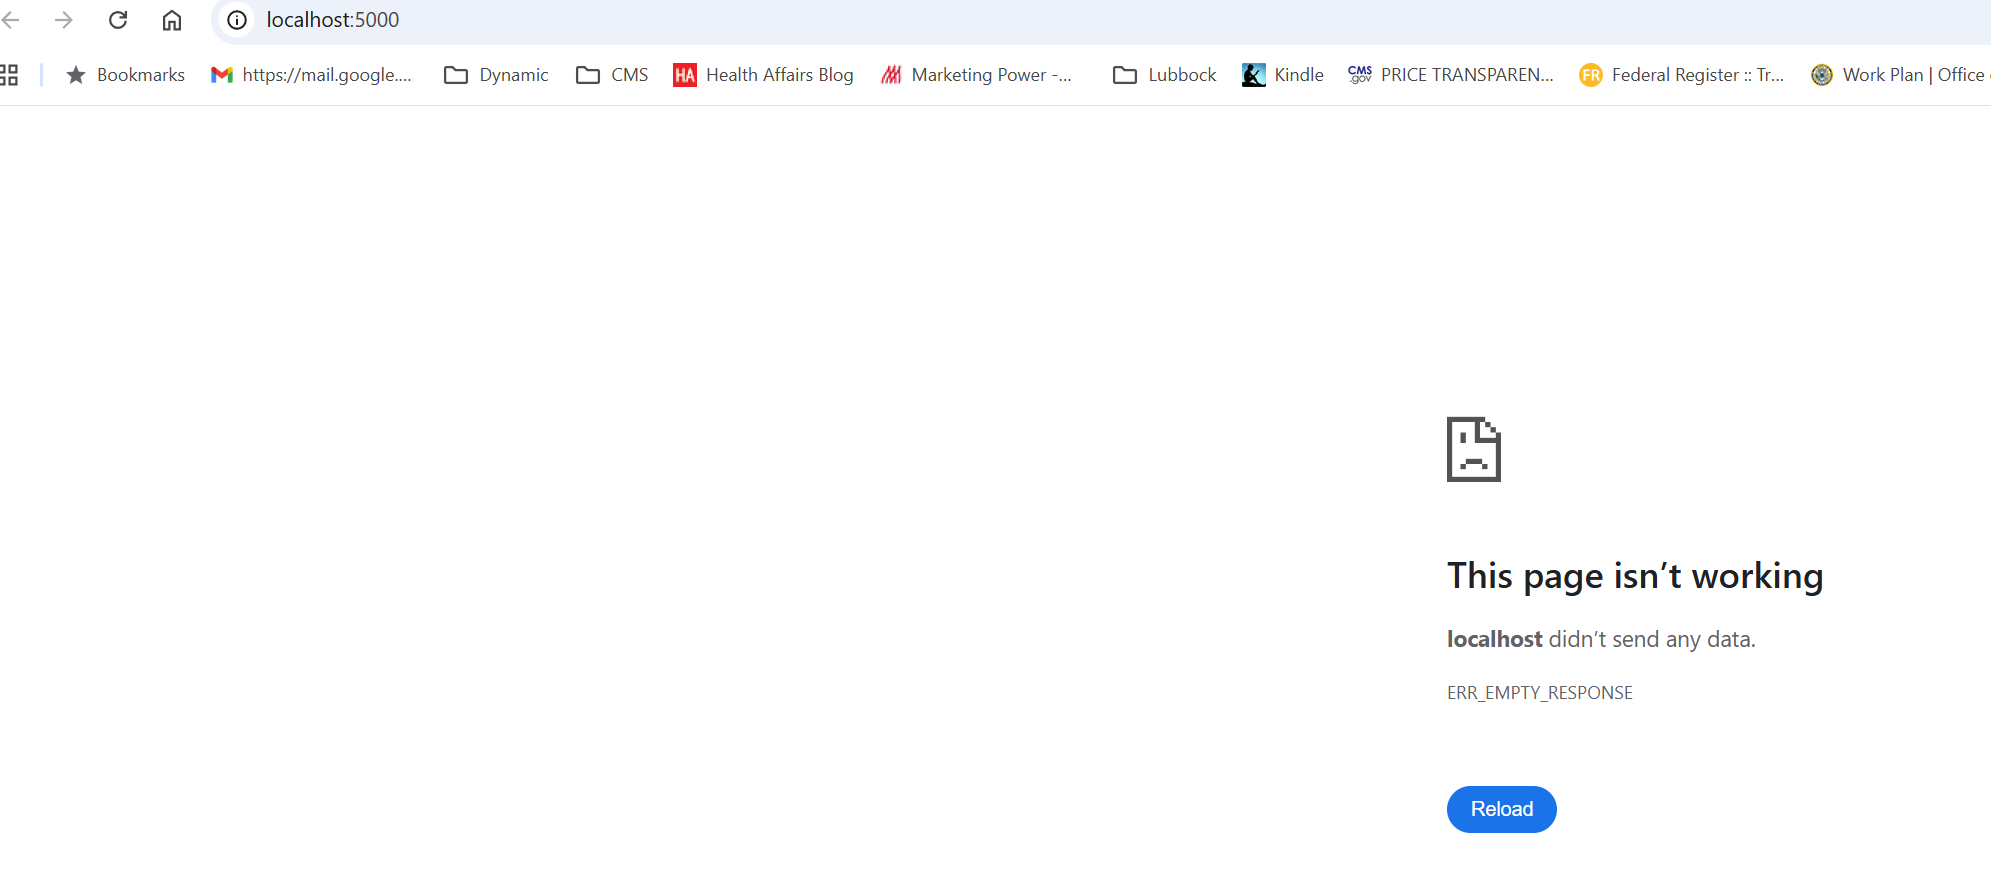 localhost:5000
Bookmarks https://mail.google.... Dynamic CMS HA Health Affairs Blog Marketing Power -... Lubbock Kindle CMS .gov PRICE TRANSPAREN... FR Federal Register :: Tr... Work Plan | Office
This page isn’t working
localhost didn’t send any data.
ERR_EMPTY_RESPONSE
Reload